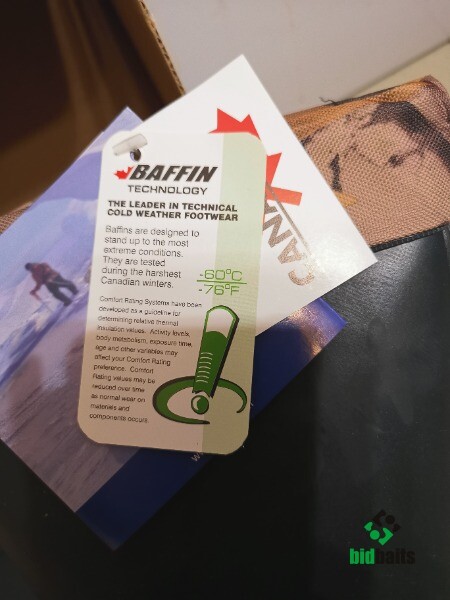 BAFFIN
TECHNOLOGY
THE LEADER IN TECHNICAL
COLD WEATHER FOOTWEAR
Baffins are designed to
stand up to the most
extreme conditions.
They are tested
during the harshest
Canadian winters.
-60°C
-76°F
Comfort Rating Systems have been
developed as a guideline for
determining relative thermal
insulation values. Activity levels,
body metabolism, exposure time,
age and other variables may
affect your Comfort Rating
preference. Comfort
Rating values may be
reduced over time
as normal wear on
materials and
components occurs.
CANA
w
bidbaits